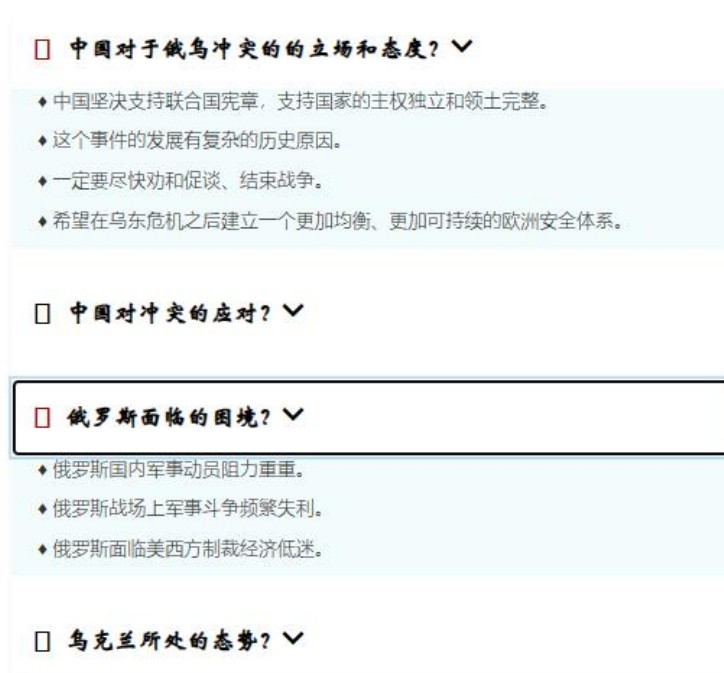 中国对于俄乌冲突的的立场和态度?
♦中国坚决支持联合国宪章，支持国家的主权独立和领土完整。
♦这个事件的发展有复杂的历史原因。
♦一定要尽快劝和促谈、结束战争。
♦希望在乌东危机之后建立一个更加均衡、更加可持续的欧洲安全体系。
中国对冲突的应对?
俄罗斯面临的困境?
♦俄罗斯国内军事动员阻力重重。
♦俄罗斯战场上军事斗争频繁失利。
♦俄罗斯面临美西方制裁经济低迷。
乌克兰所处的态势?